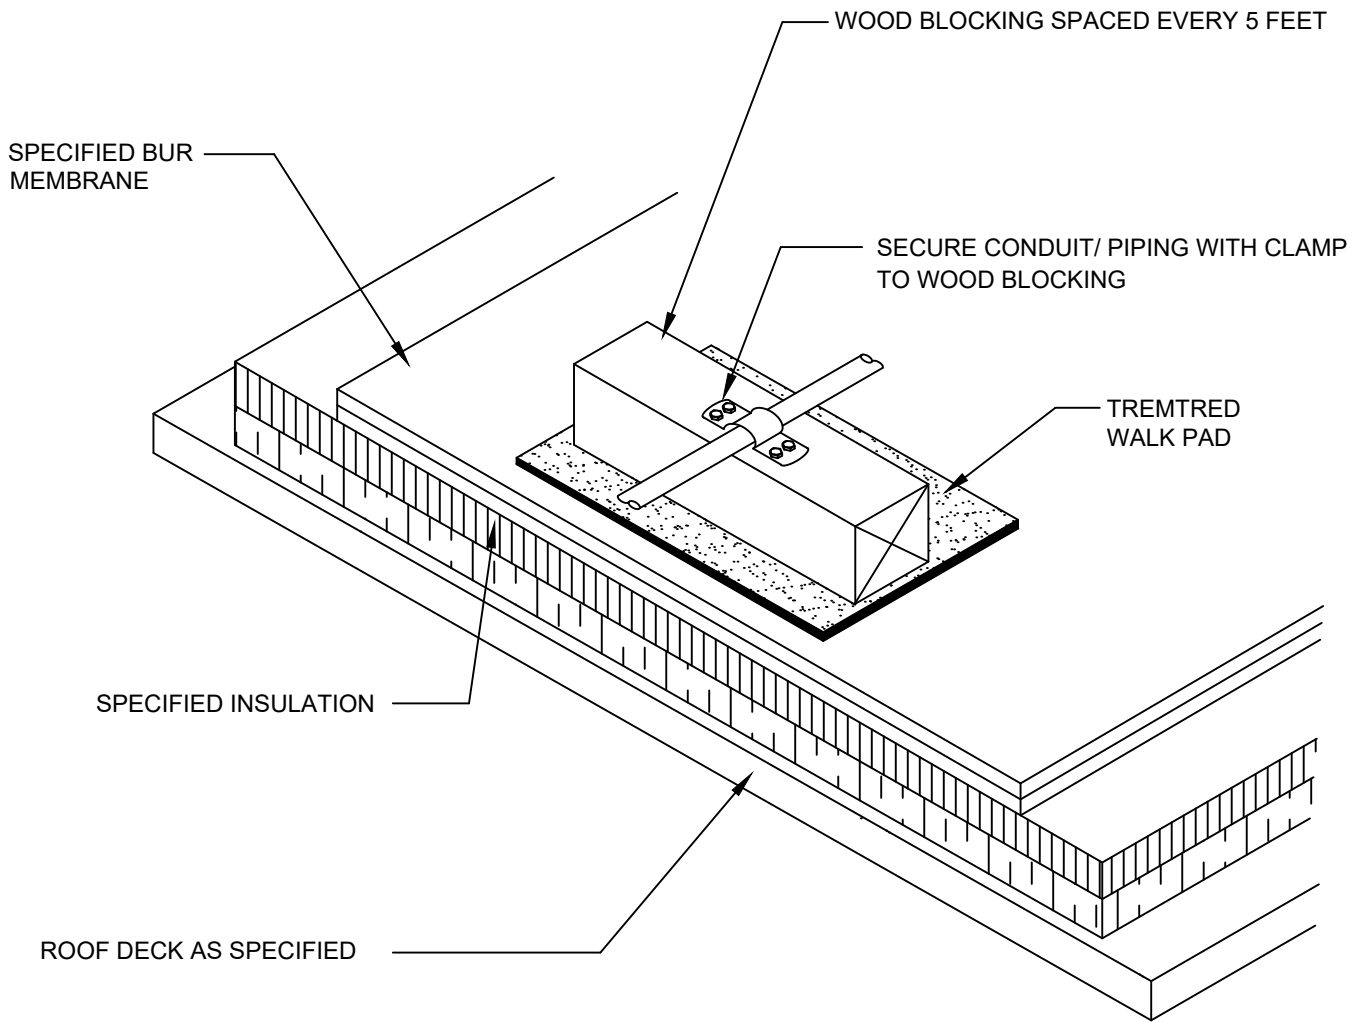 WOOD BLOCKING SPACED EVERY 5 FEET
SPECIFIED BUR
MEMBRANE
SECURE CONDUIT/ PIPING WITH CLAMP
TO WOOD BLOCKING
TREMTRED
WALK PAD
SPECIFIED INSULATION
ROOF DECK AS SPECIFIED